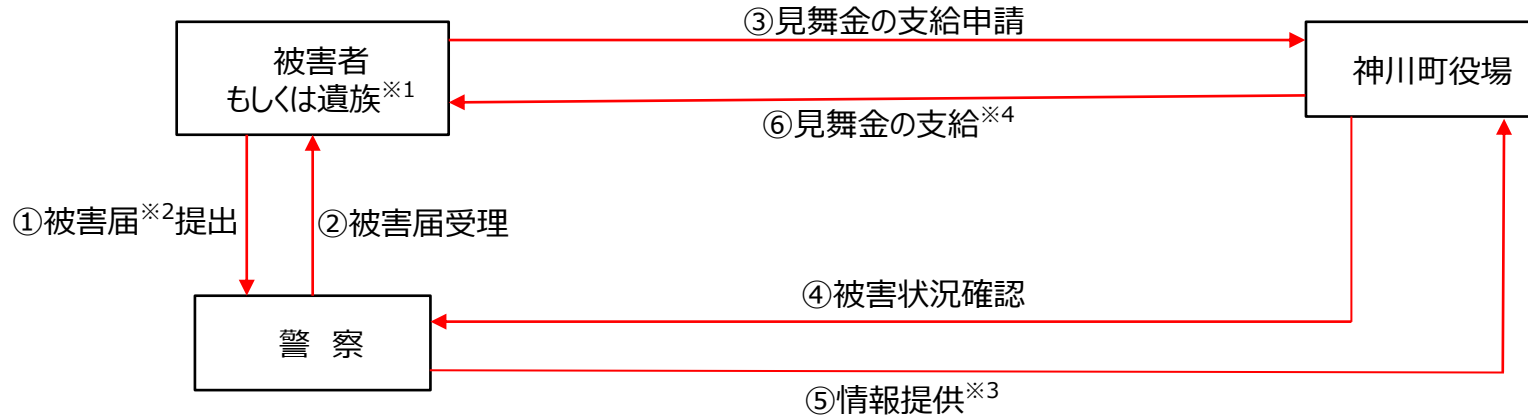 ③見舞金の支給申請
被害者
もしくは遺族※1
神川町役場
⑥見舞金の支給※4
①被害届※2提出
②被害届受理
④被害状況確認
警 察
⑤情報提供※3